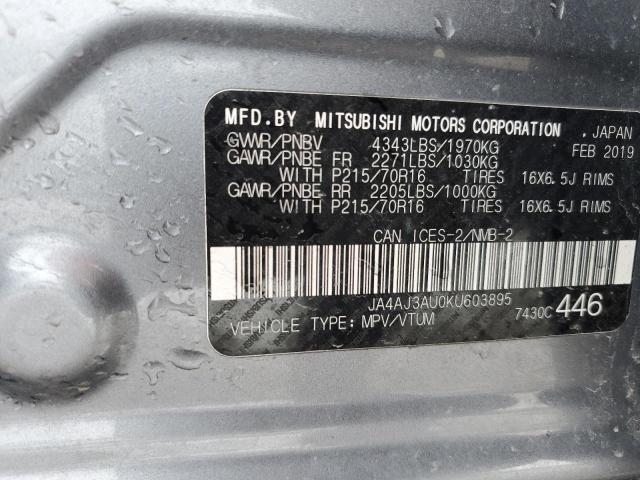 MFD.BY MITSUBISHI MOTORS CORPORATION , JAPAN
GVWR/PNBV 4343LBS/1970KG FEB 2019
GAWR/PNBE FR 2271LBS/1030KG
WITH P215/70R16 TIRES 16X6.5J RIMS
GAWR/PNBE RR 2205LBS/1000KG
WITH P215/70R16 TIRES 16X6.5J RIMS
CAN ICES-2/NMB-2
JA4AJ3AU0KU603895
VEHICLE TYPE: MPV/VTUM 7430C 446